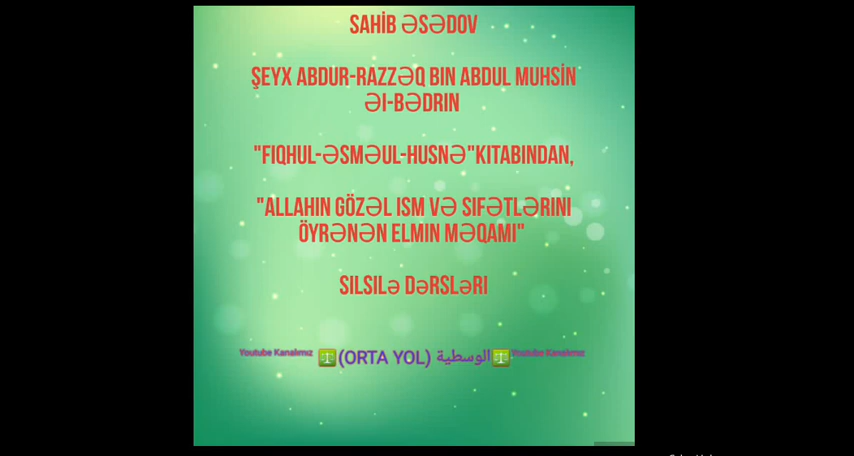 SAHİB ƏSƏDOV
ŞEYX ABDUR-RAZZƏQ BIN ABDUL MUHSİN
ƏI-BƏDRIN
"FIQHUL-ƏSMƏUL-HUSNƏ"KITABINDAN,
"ALLAHIN GÖZƏL ISM VƏ SIFƏTLƏRINI
ÖYRƏNƏN ELMIN MƏQAMI"
SILSILə DəRSLəRI
Youtube Kanalımız (ORTA YOL) الوسطية Youtube Kanalımız